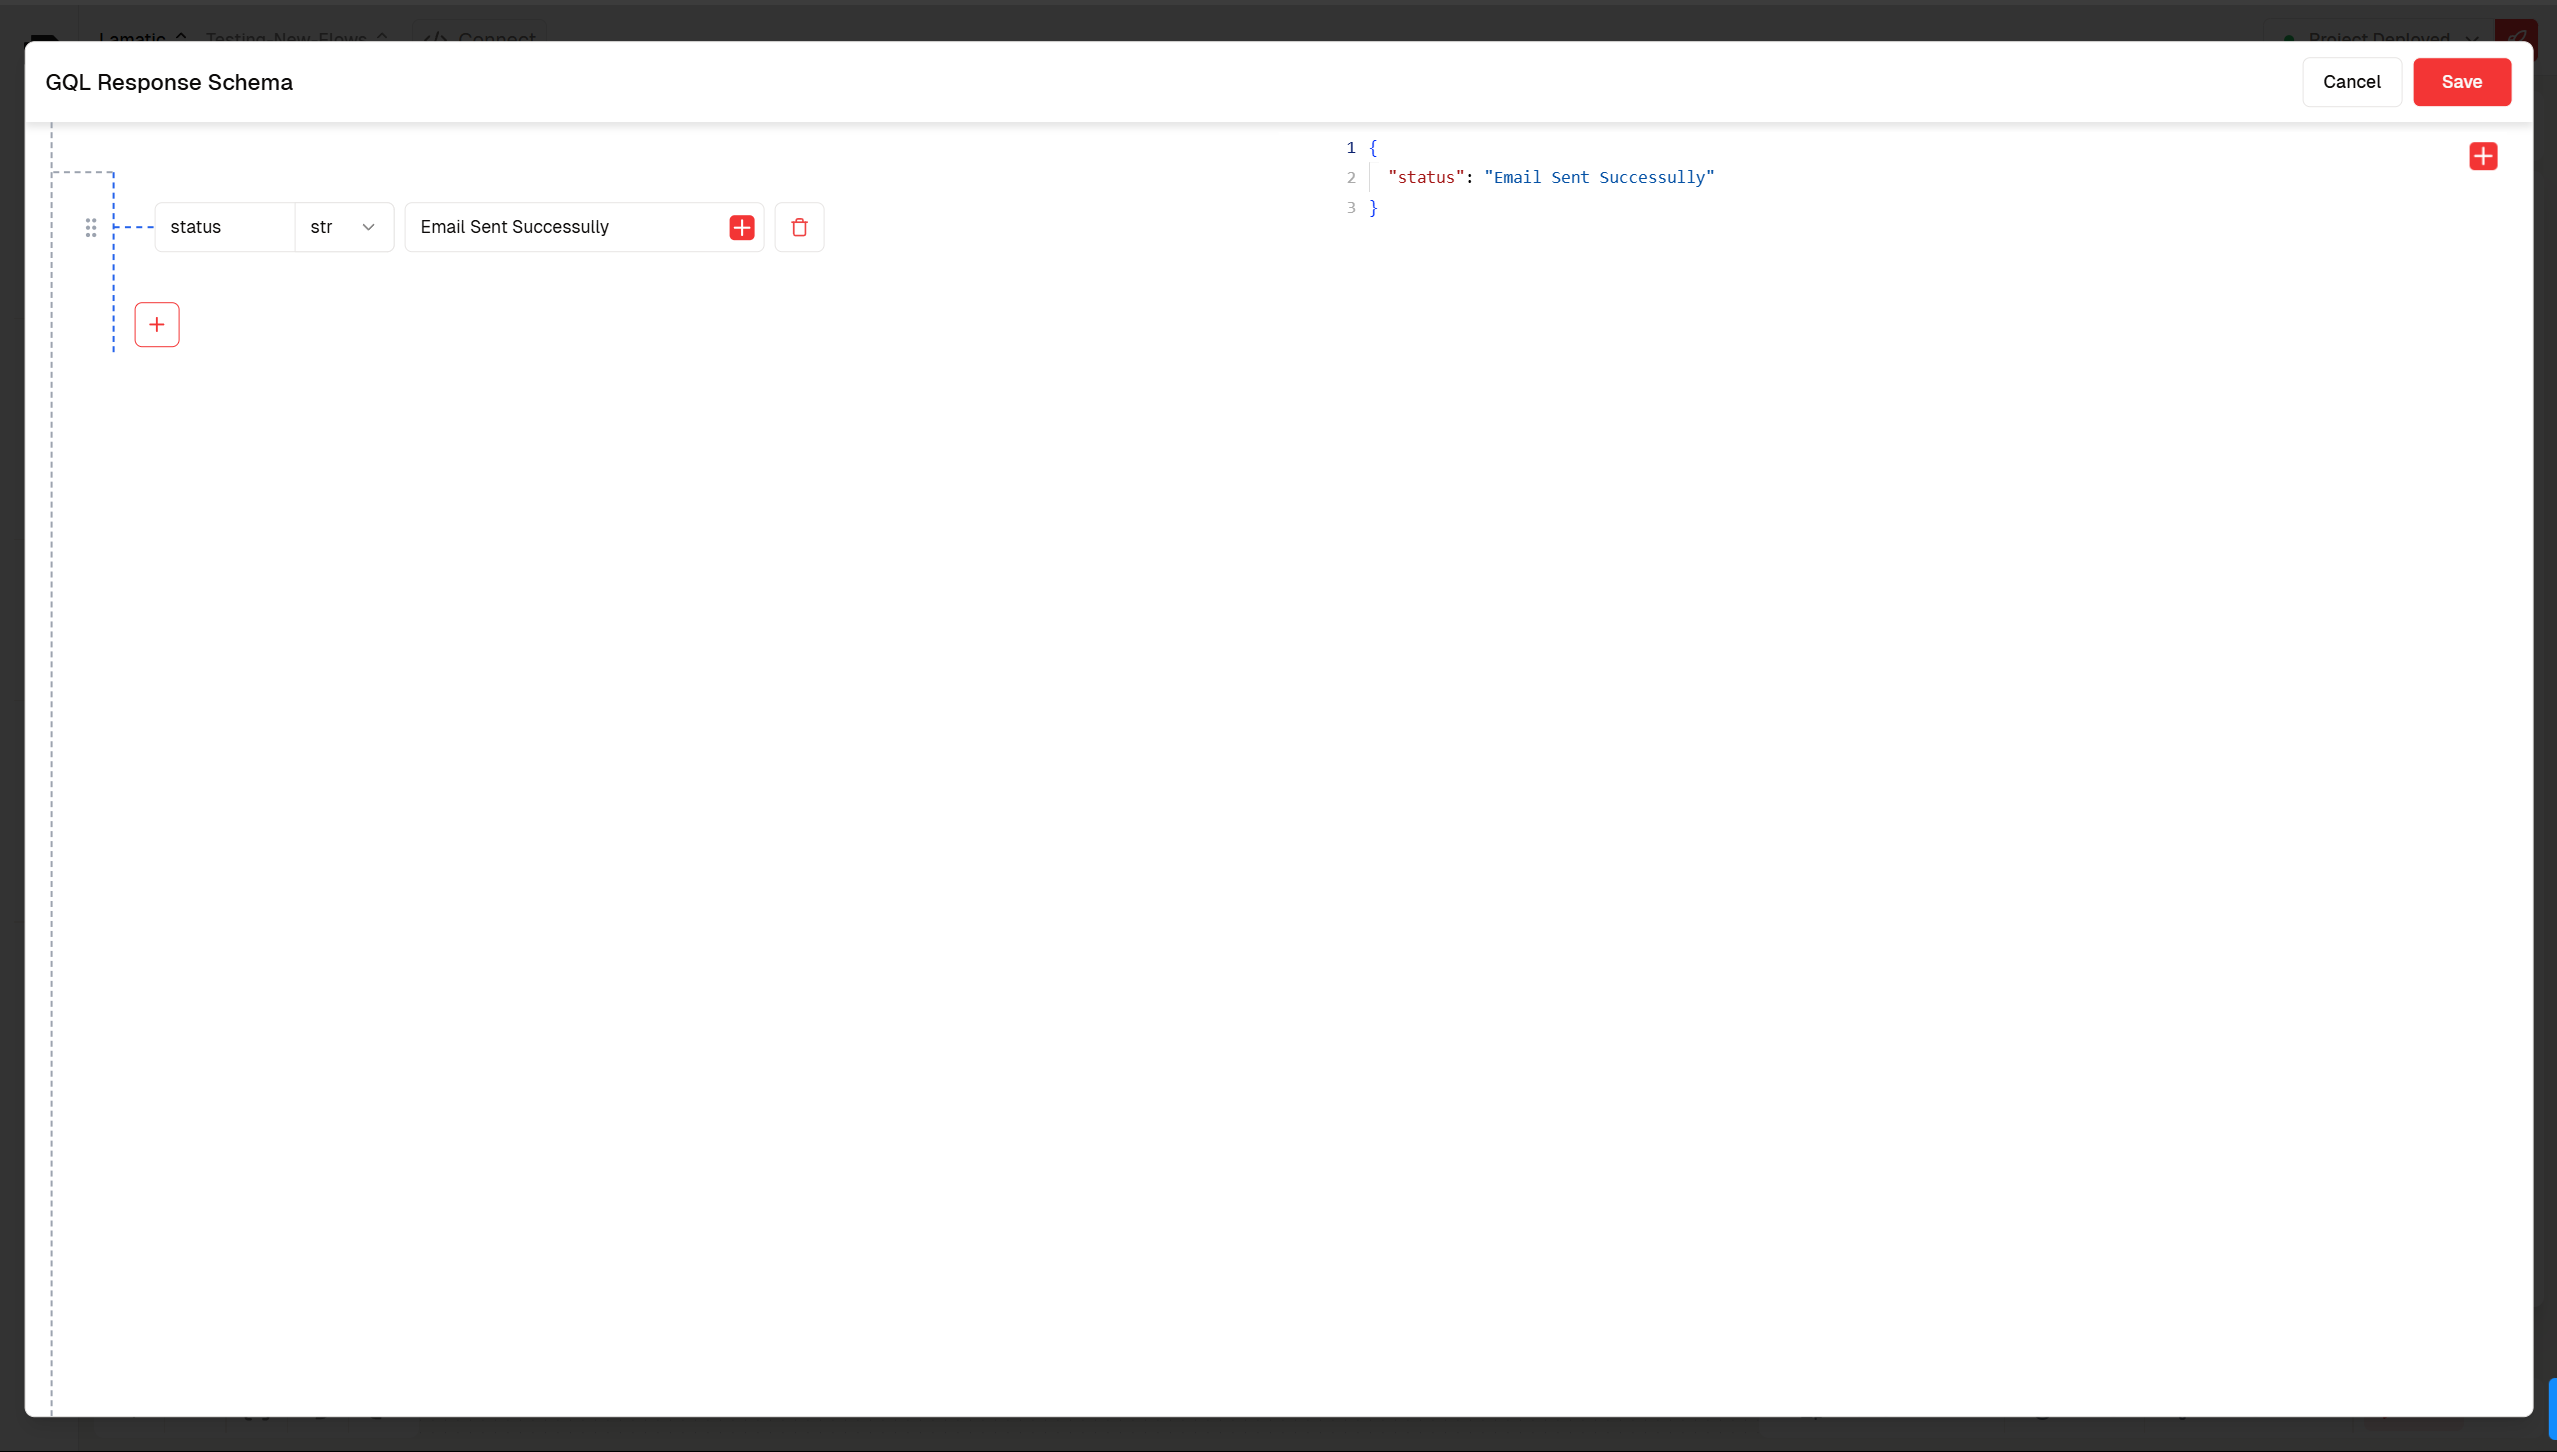 Lamatic Testing-New-Flows </> Connect Project Deployed
GQL Response Schema
Cancel
Save
status str Email Sent Successully
1 {
2 "status": "Email Sent Successully"
3 }